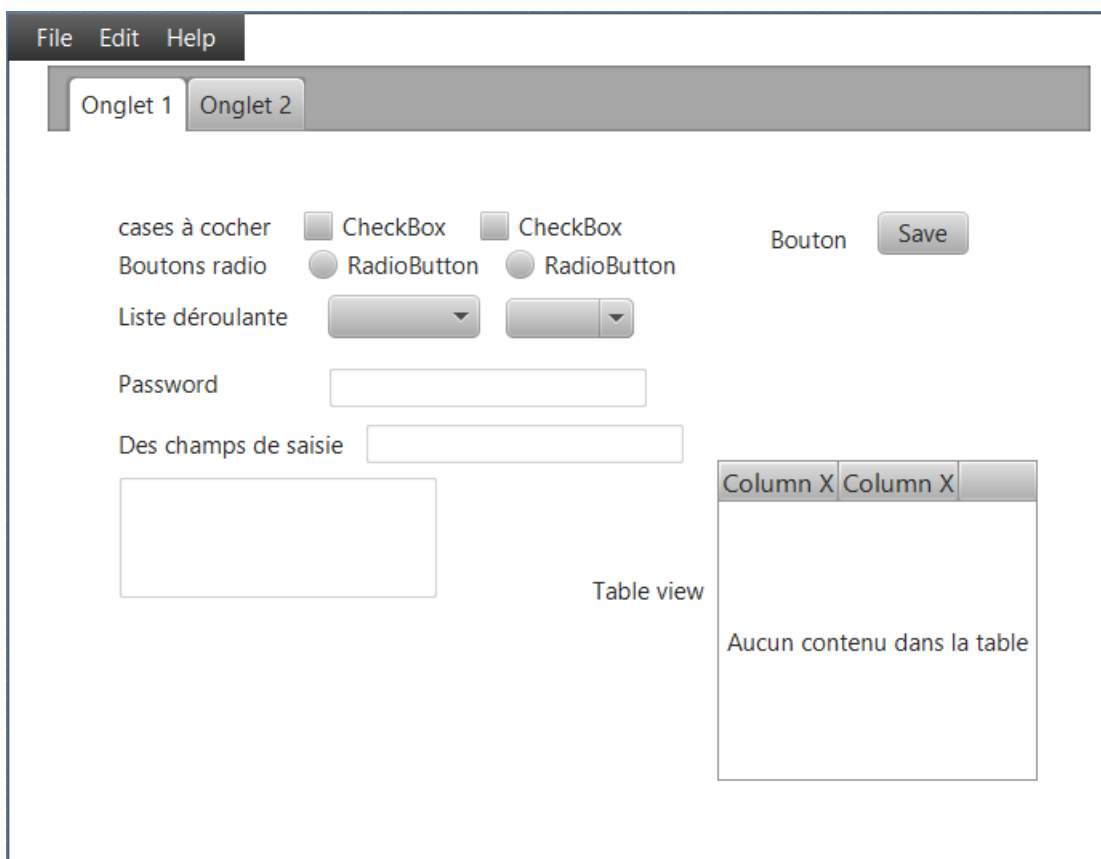 File Edit Help
Onglet 1 Onglet 2
cases à cocher CheckBox CheckBox
Bouton Save
Boutons radio RadioButton RadioButton
Liste déroulante
Password
Des champs de saisie
Column X Column X
Table view
Aucun contenu dans la table